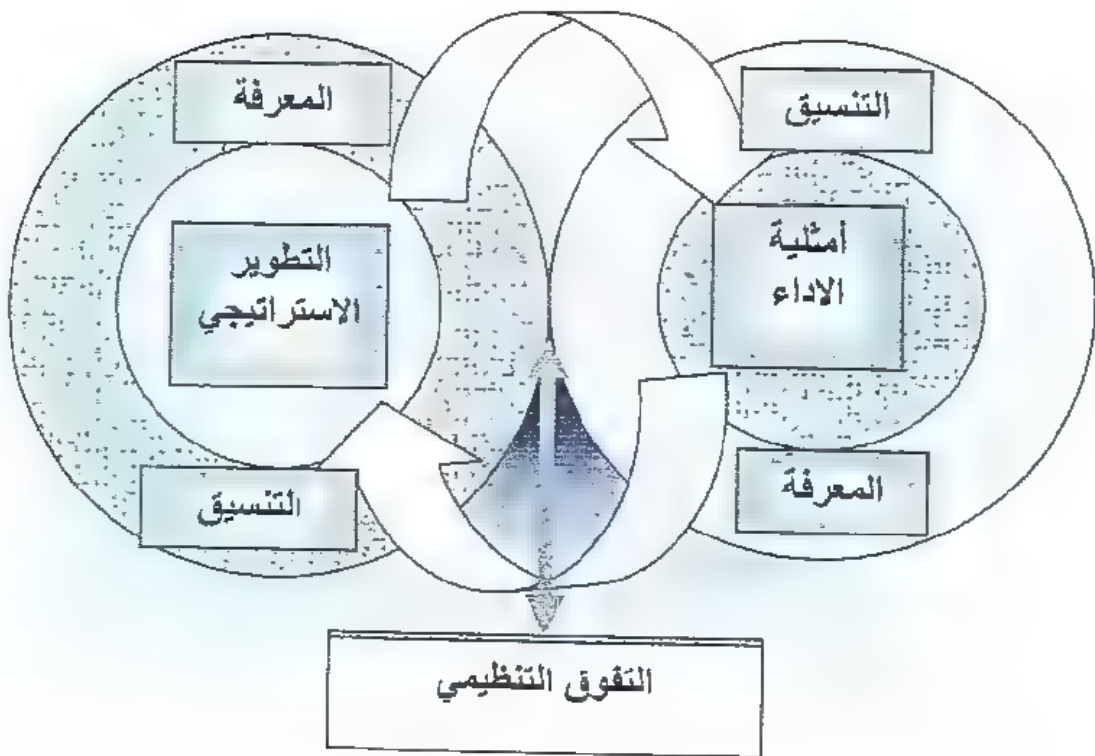 التنسيق
المعرفة
أمثلية
الاداء
التطوير
الاستراتيجي
المعرفة
التنسيق
التفوق التنظيمي